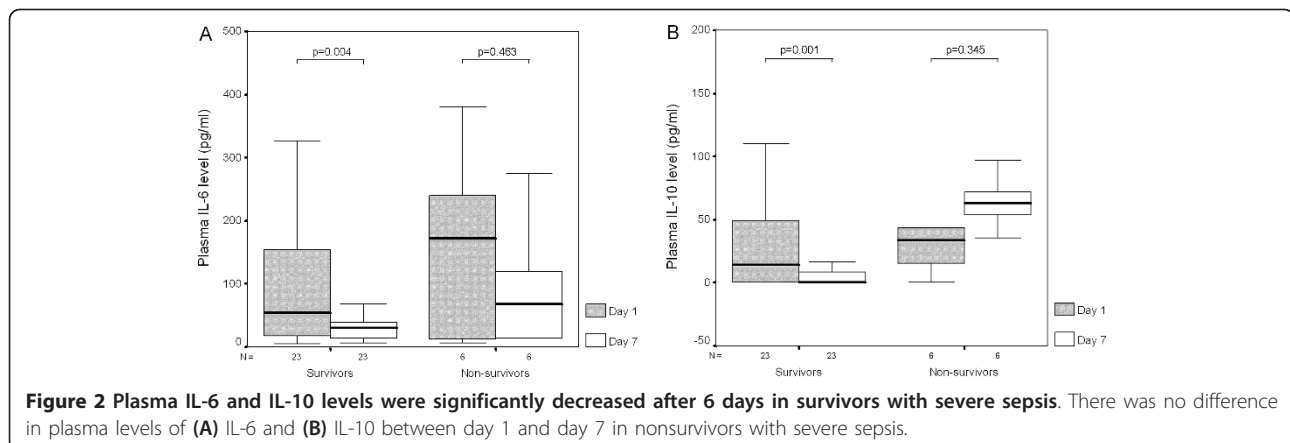 A
500
400
300
200
100
0
Plasma IL-6 level (pg/ml)
p=0.004
p=0.463
N =
23
23
6
6
Survivors
Non-survivors
Day 1
Day 7
B
200
150
100
50
0
-50
Plasma IL-10 level (pg/ml)
p=0.001
p=0.345
N =
23
23
6
6
Survivors
Non-survivors
Day 1
Day 7
Figure 2 Plasma IL-6 and IL-10 levels were significantly decreased after 6 days in survivors with severe sepsis. There was no difference
in plasma levels of (A) IL-6 and (B) IL-10 between day 1 and day 7 in nonsurvivors with severe sepsis.